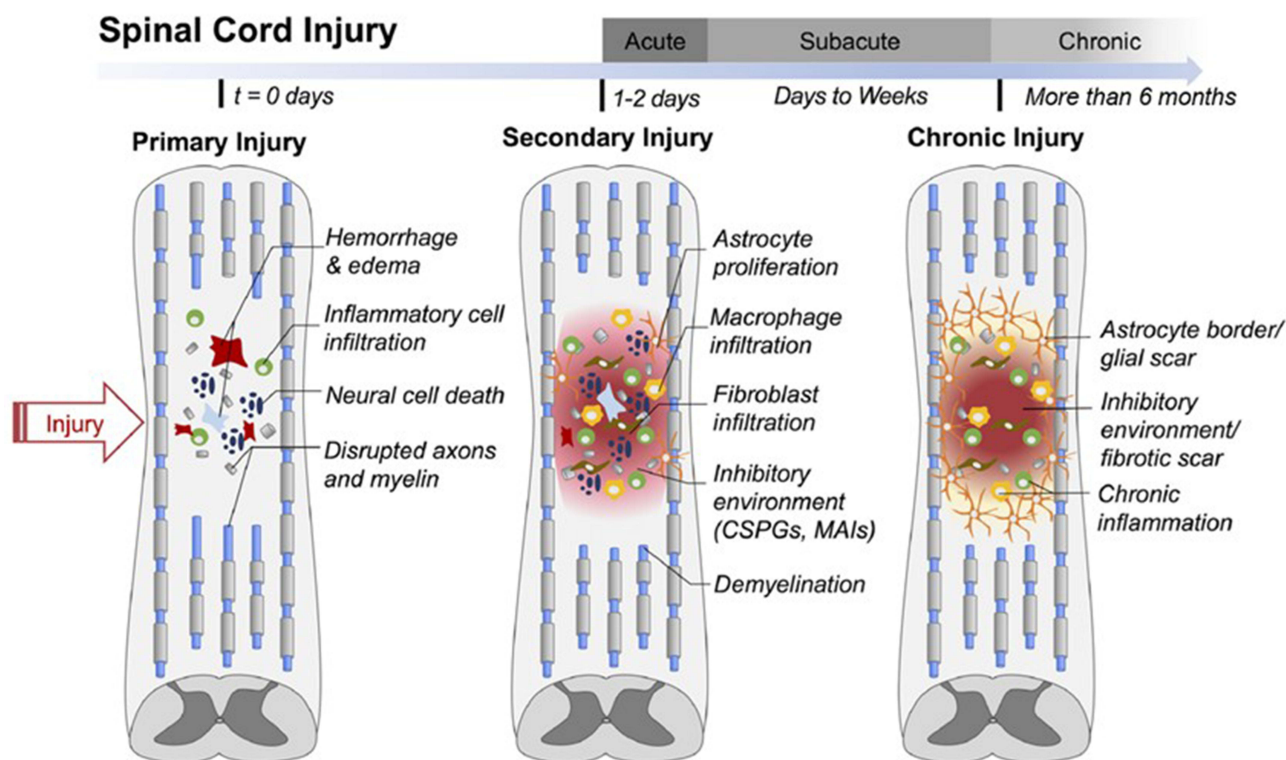 Spinal Cord Injury
Acute
Subacute
Chronic
t = 0 days
1-2 days
Days to Weeks
More than 6 months
Primary Injury
Secondary Injury
Chronic Injury
Injury
Hemorrhage
& edema
Inflammatory cell
infiltration
Neural cell death
Disrupted axons
and myelin
Astrocyte
proliferation
Macrophage
infiltration
Fibroblast
infiltration
Inhibitory
environment
(CSPGs, MAIs)
Demyelination
Astrocyte border/
glial scar
Inhibitory
environment/
fibrotic scar
Chronic
inflammation